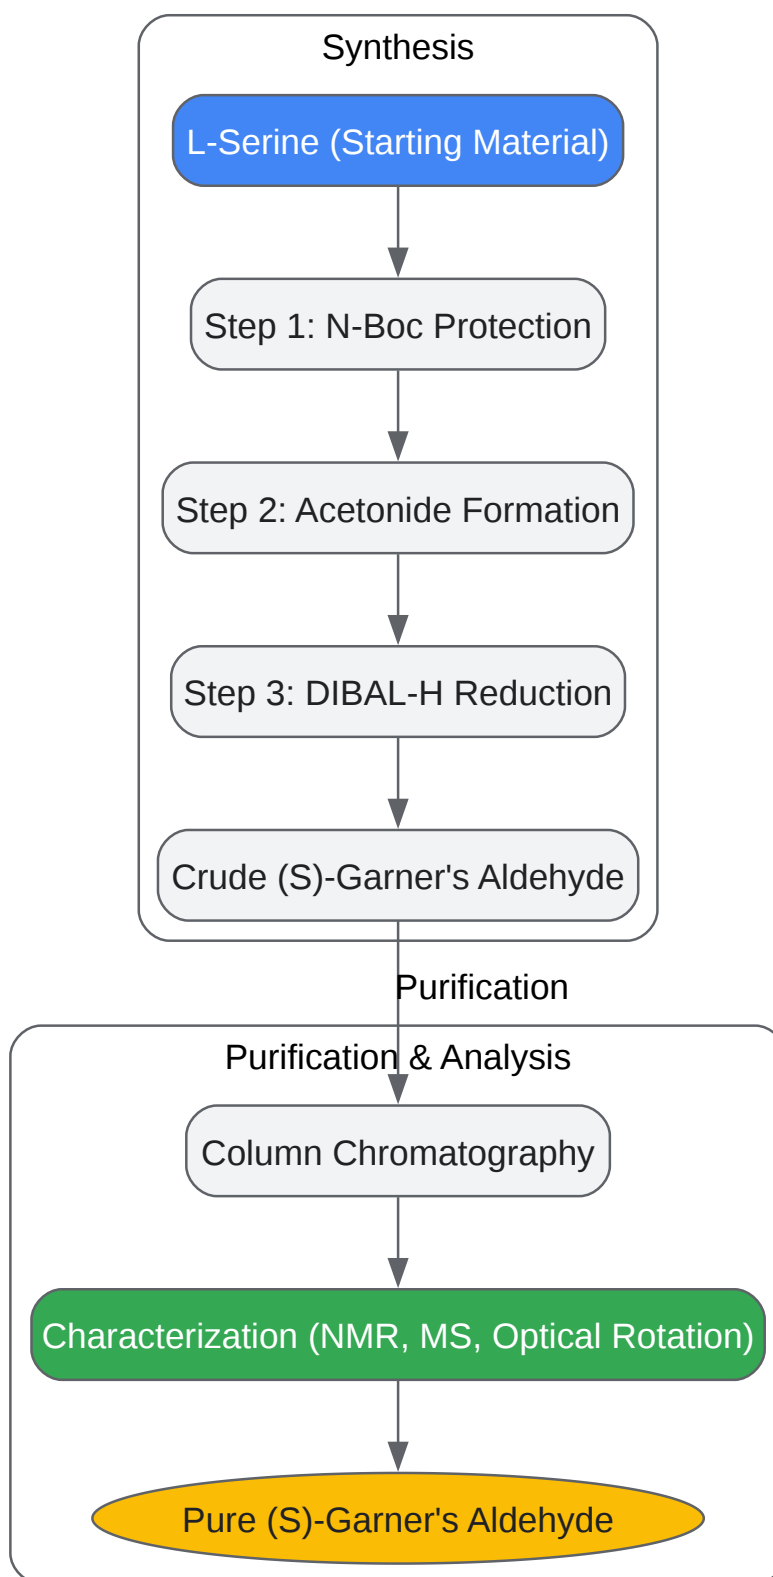 Synthesis
L-Serine (Starting Material)
Step 1: N-Boc Protection
Step 2: Acetonide Formation
Step 3: DIBAL-H Reduction
Crude (S)-Garner's Aldehyde
Purification
Purification & Analysis
Column Chromatography
Characterization (NMR, MS, Optical Rotation)
Pure (S)-Garner's Aldehyde